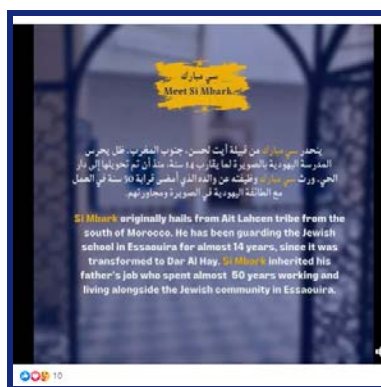 سي مبارك
Meet Si Mbark
ينحدر سي مبارك من قبيلة أيت لحسن، جنوب المغرب. ظل يحرس
المدرسة اليهودية بالصويرة لما يقارب 14 سنة، منذ أن تم تحويلها إلى دار
الحي. ورث سي مبارك وظيفته عن والده الذي أمضى قرابة 50 سنة في العمل
مع الطائفة اليهودية في الصويرة ومجاورتهم.
Si Mbark originally hails from Ait Lahcen tribe from the
south of Morocco. He has been guarding the Jewish
school in Essaouira for almost 14 years, since it was
transformed to Dar Al Hay. Si Mbark inherited his
father's job who spent almost 50 years working and
living alongside the Jewish community in Essaouira.
10